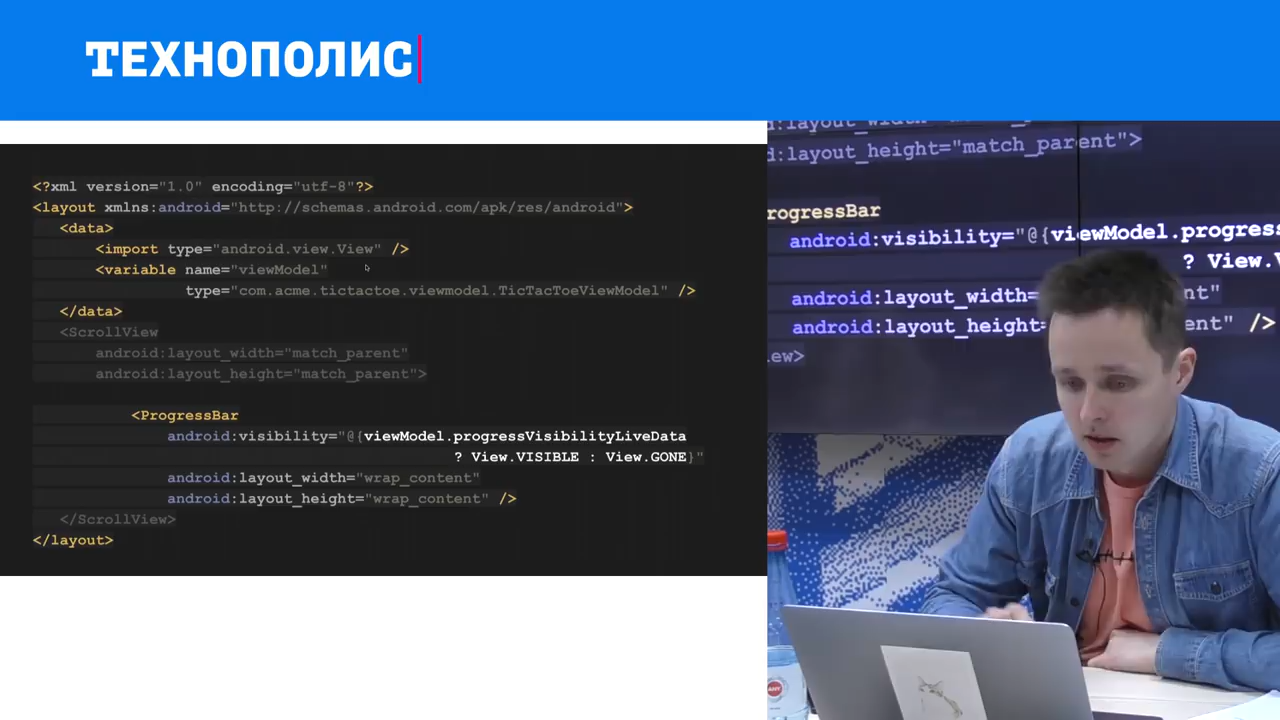 ТЕХНОПОЛИС
<?xml version="1.0" encoding="utf-8"?>
<layout xmlns:android="http://schemas.android.com/apk/res/android">
<data>
<import type="android.view.View" />
<variable name="viewModel"
type="com.acme.tictactoe.viewmodel.TicTacToeViewModel" />
</data>
<ScrollView
android:layout_width="match_parent"
android:layout_height="match_parent">
<ProgressBar
android:visibility="@{viewModel.progressVisibilityLiveData
? View.VISIBLE : View.GONE}"
android:layout_width="wrap_content"
android:layout_height="wrap_content" />
</ScrollView>
</layout>
d:layout_height="match_parent">
rogressBar
android:visibility="@{viewModel.progress
? View.V
android:layout_width= nt"
android:layout_height= ent" />
iew>